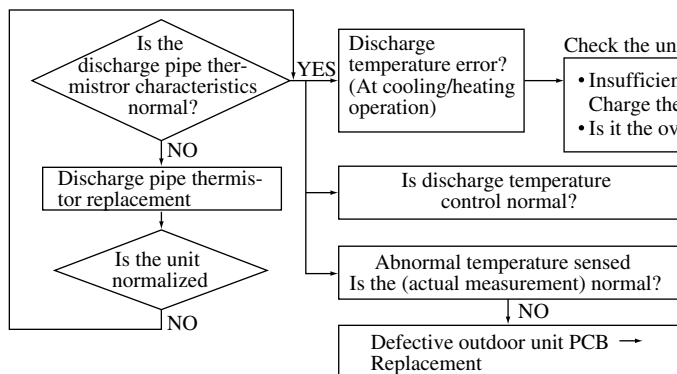 Is the
discharge pipe ther-
mistror characteristics
normal?
YES
NO
Discharge pipe thermis-
tor replacement
Is the unit
normalized
NO
Discharge
temperature error?
(At cooling/heating
operation)
Check the un
• Insufficien
Charge the
• Is it the ov
Is discharge temperature
control normal?
Abnormal temperature sensed
Is the (actual measurement) normal?
NO
Defective outdoor unit PCB →
Replacement